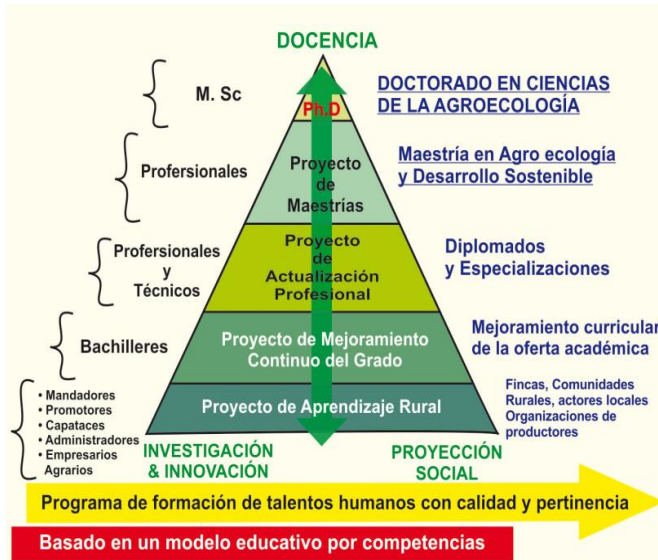 DOCENCIA
M. Sc
Ph.D
DOCTORADO EN CIENCIAS
DE LA AGROECOLOGÍA
Profersionales
Proyecto
de
Maestrías
Maestría en Agro ecología
y Desarrollo Sostenible
Profersionales
y
Técnicos
Proyecto
de
Actualización
Profesional
Diplomados
y Especializaciones
Bachilleres
Proyecto de Mejoramiento
Continuo del Grado
Mejoramiento curricular
de la oferta académica
• Mandadores
• Promotores
• Capataces
• Administradores
• Empresarios
Agrarios
Proyecto de Aprendizaje Rural
Fincas, Comunidades
Rurales, actores locales
Organizaciones de
productores
INVESTIGACIÓN
& INNOVACIÓN
PROYECCIÓN
SOCIAL
Programa de formación de talentos humanos con calidad y pertinencia
Basado en un modelo educativo por competencias